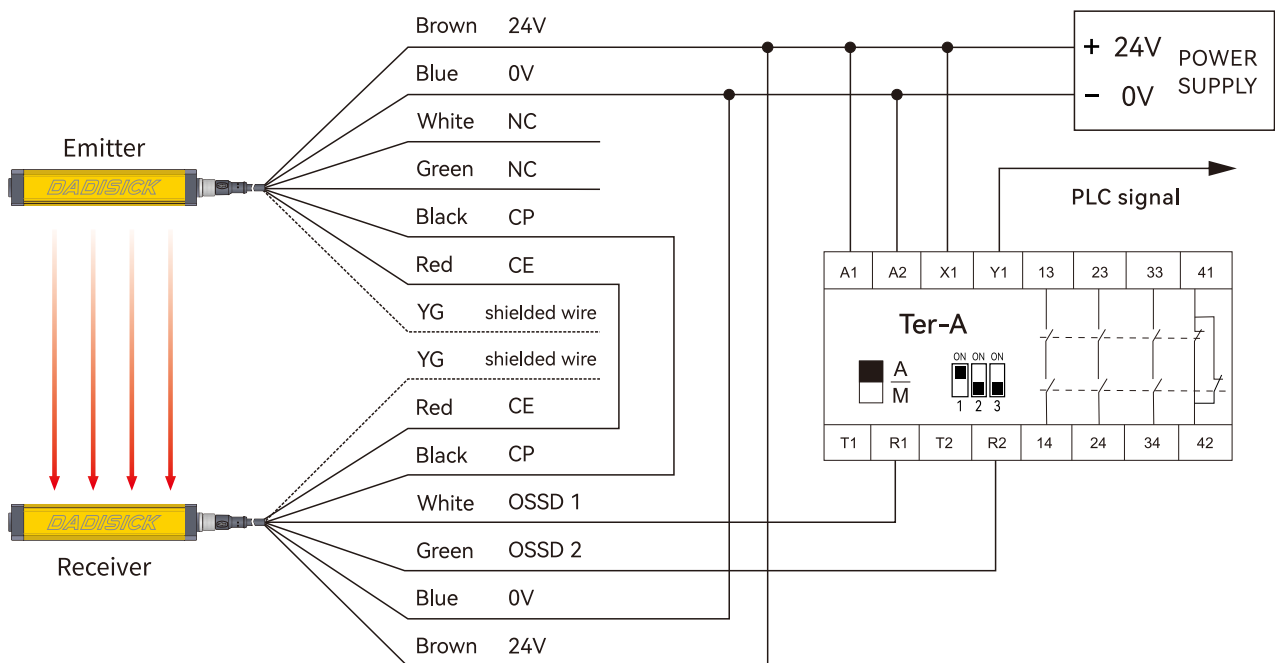 Brown 24V
Blue 0V
White NC
Green NC
Black CP
Red CE
YG shielded wire
YG shielded wire
Red CE
Black CP
White OSSD 1
Green OSSD 2
Blue 0V
Brown 24V
Emitter
DADISICK
DADISICK
Receiver
+ 24V
- 0V
POWER
SUPPLY
PLC signal
A1 A2 X1 Y1 13 23 33 41
Ter-A
A
M
ON ON ON
1 2 3
T1 R1 T2 R2 14 24 34 42